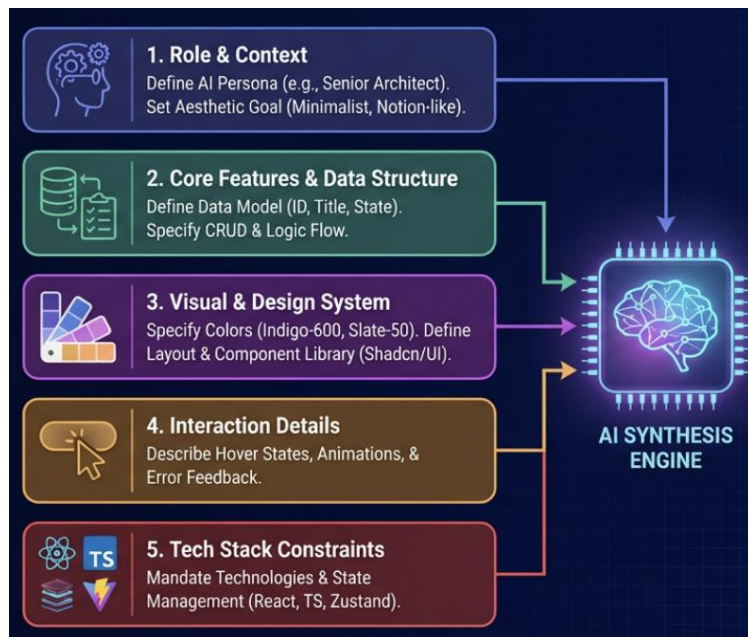 1. Role & Context
Define AI Persona (e.g., Senior Architect).
Set Aesthetic Goal (Minimalist, Notion-like).
2. Core Features & Data Structure
Define Data Model (ID, Title, State).
Specify CRUD & Logic Flow.
3. Visual & Design System
Specify Colors (Indigo-600, Slate-50). Define
Layout & Component Library (Shadcn/UI).
4. Interaction Details
Describe Hover States, Animations, &
Error Feedback.
TS
5. Tech Stack Constraints
Mandate Technologies & State
Management (React, TS, Zustand).
AI SYNTHESIS
ENGINE